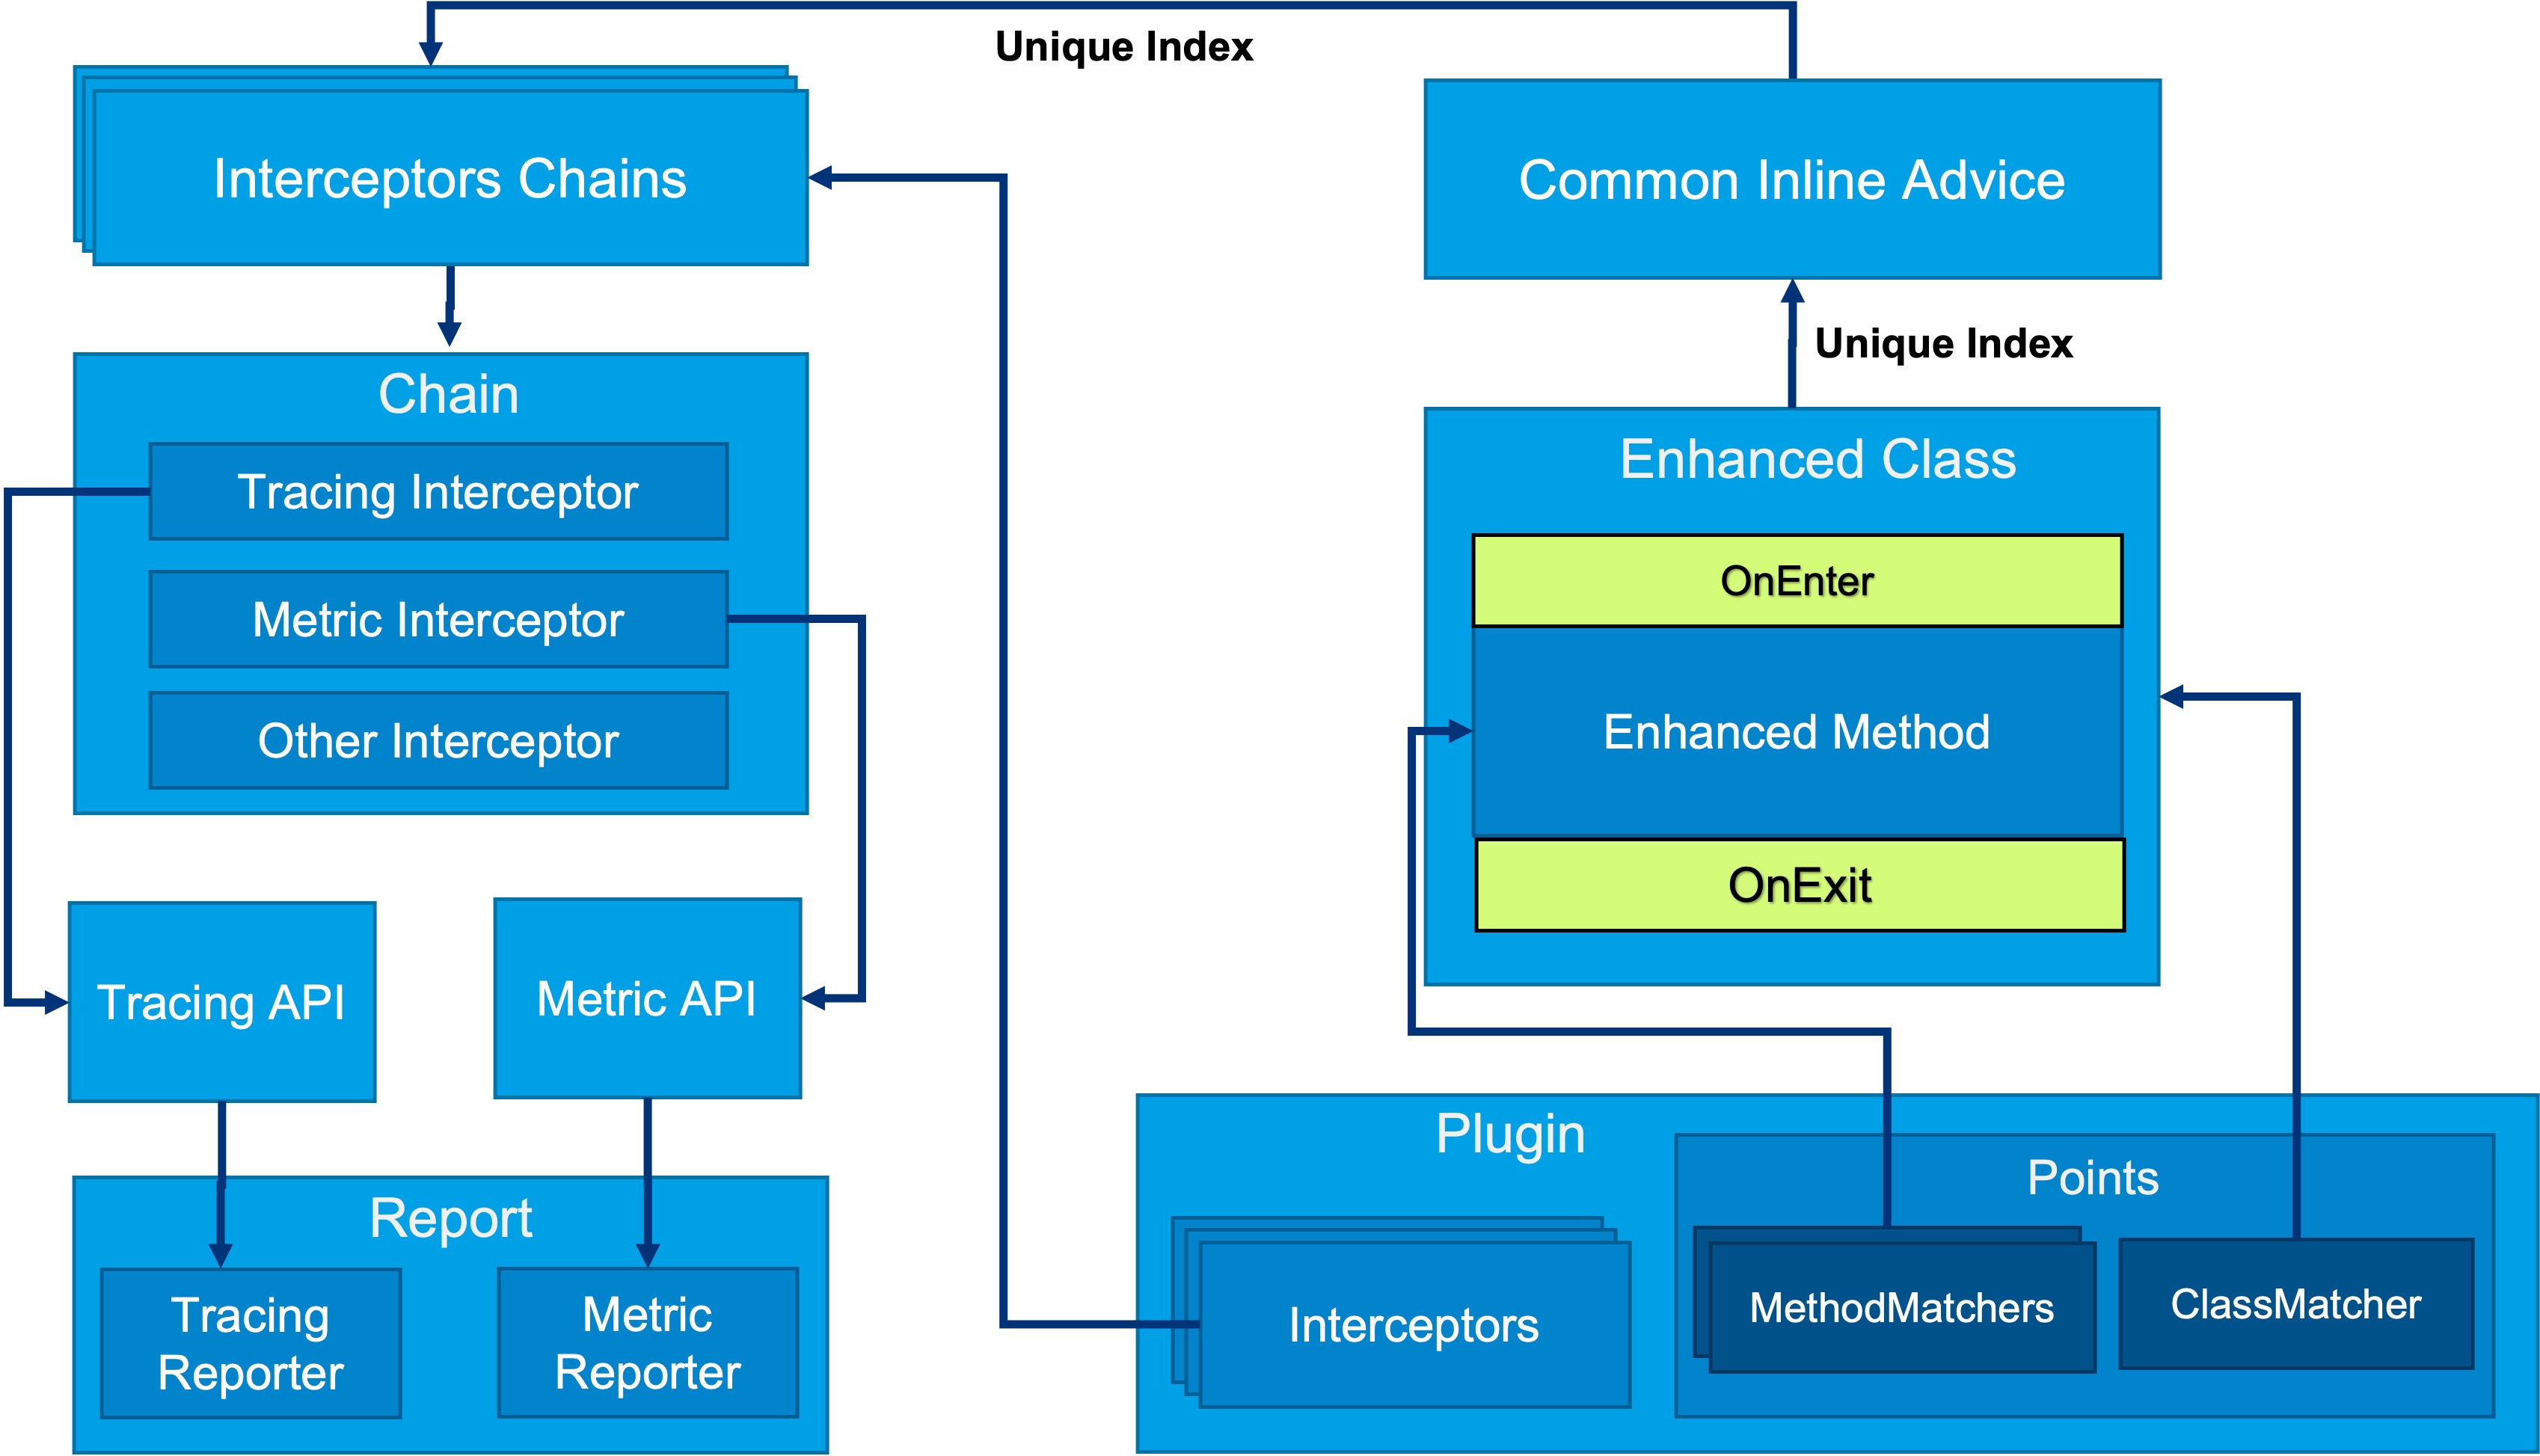 Unique Index
Interceptors Chains
Common Inline Advice
Unique Index
Chain
Tracing Interceptor
Metric Interceptor
Other Interceptor
Enhanced Class
OnEnter
Enhanced Method
OnExit
Tracing API
Metric API
Report
Tracing
Reporter
Metric
Reporter
Plugin
Interceptors
Points
MethodMatchers
ClassMatcher